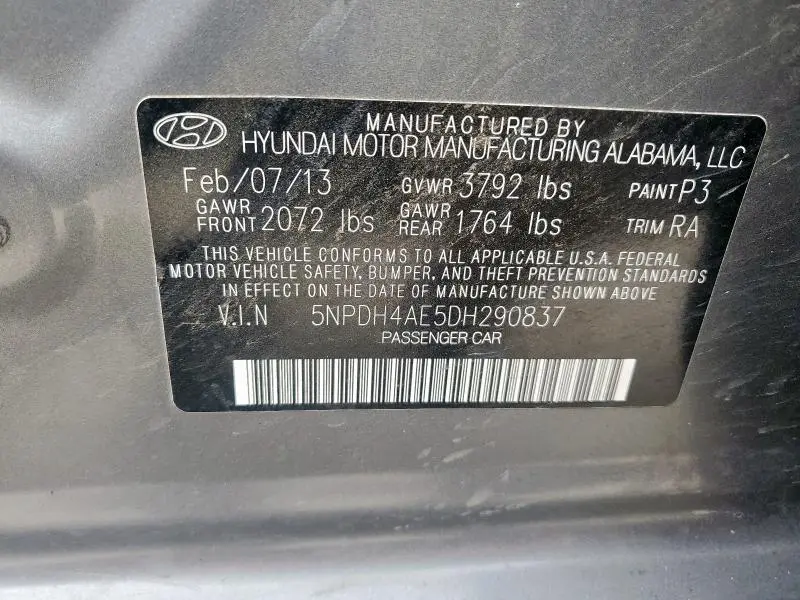 MANUFACTURED BY
HYUNDAI MOTOR MANUFACTURING ALABAMA, LLC
Feb/07/13 GVWR 3792 lbs PAINT P3
GAWR FRONT 2072 lbs GAWR REAR 1764 lbs TRIM RA
THIS VEHICLE CONFORMS TO ALL APPLICABLE U.S.A. FEDERAL
MOTOR VEHICLE SAFETY, BUMPER, AND THEFT PREVENTION STANDARDS
IN EFFECT ON THE DATE OF MANUFACTURE SHOWN ABOVE
V.I.N 5NPDH4AE5DH290837
PASSENGER CAR